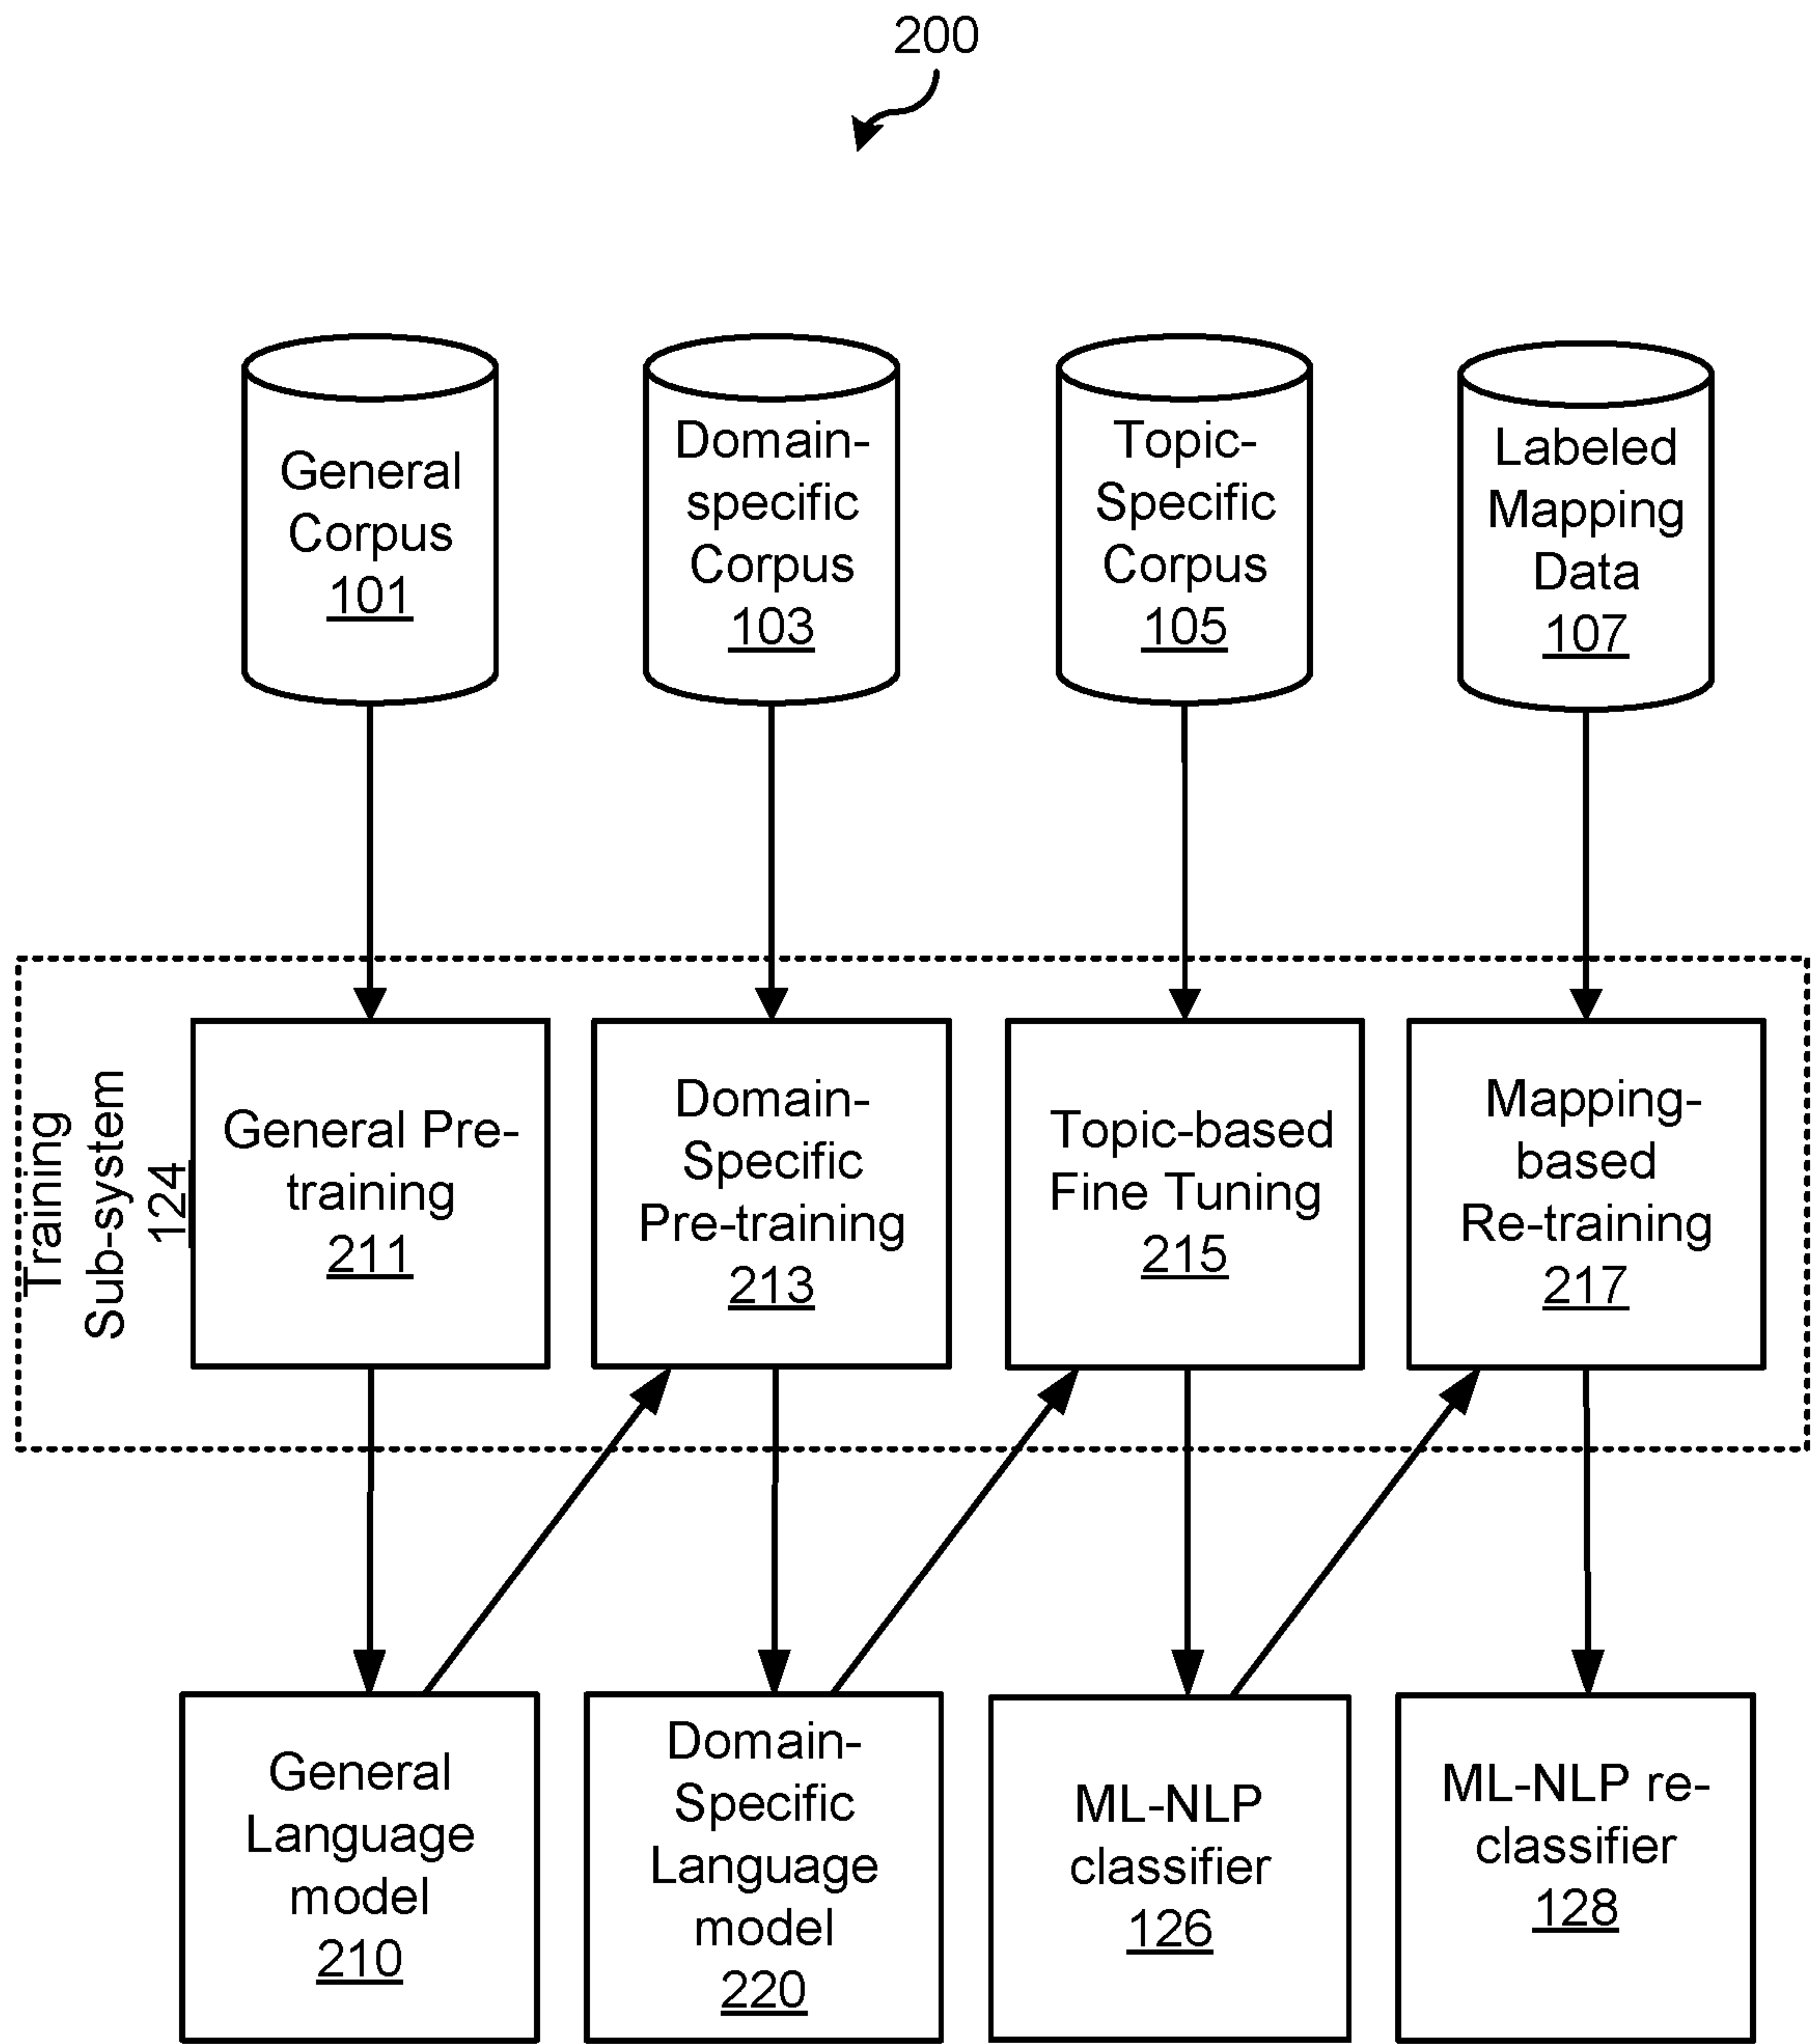 200
General
Corpus
101
Domain-
specific
Corpus
103
Topic-
Specific
Corpus
105
Labeled
Mapping
Data
107
Training
Sub-system
124
General Pre-
training
211
Domain-
Specific
Pre-training
213
Topic-based
Fine Tuning
215
Mapping-
based
Re-training
217
General
Language
model
210
Domain-
Specific
Language
model
220
ML-NLP
classifier
126
ML-NLP re-
classifier
128